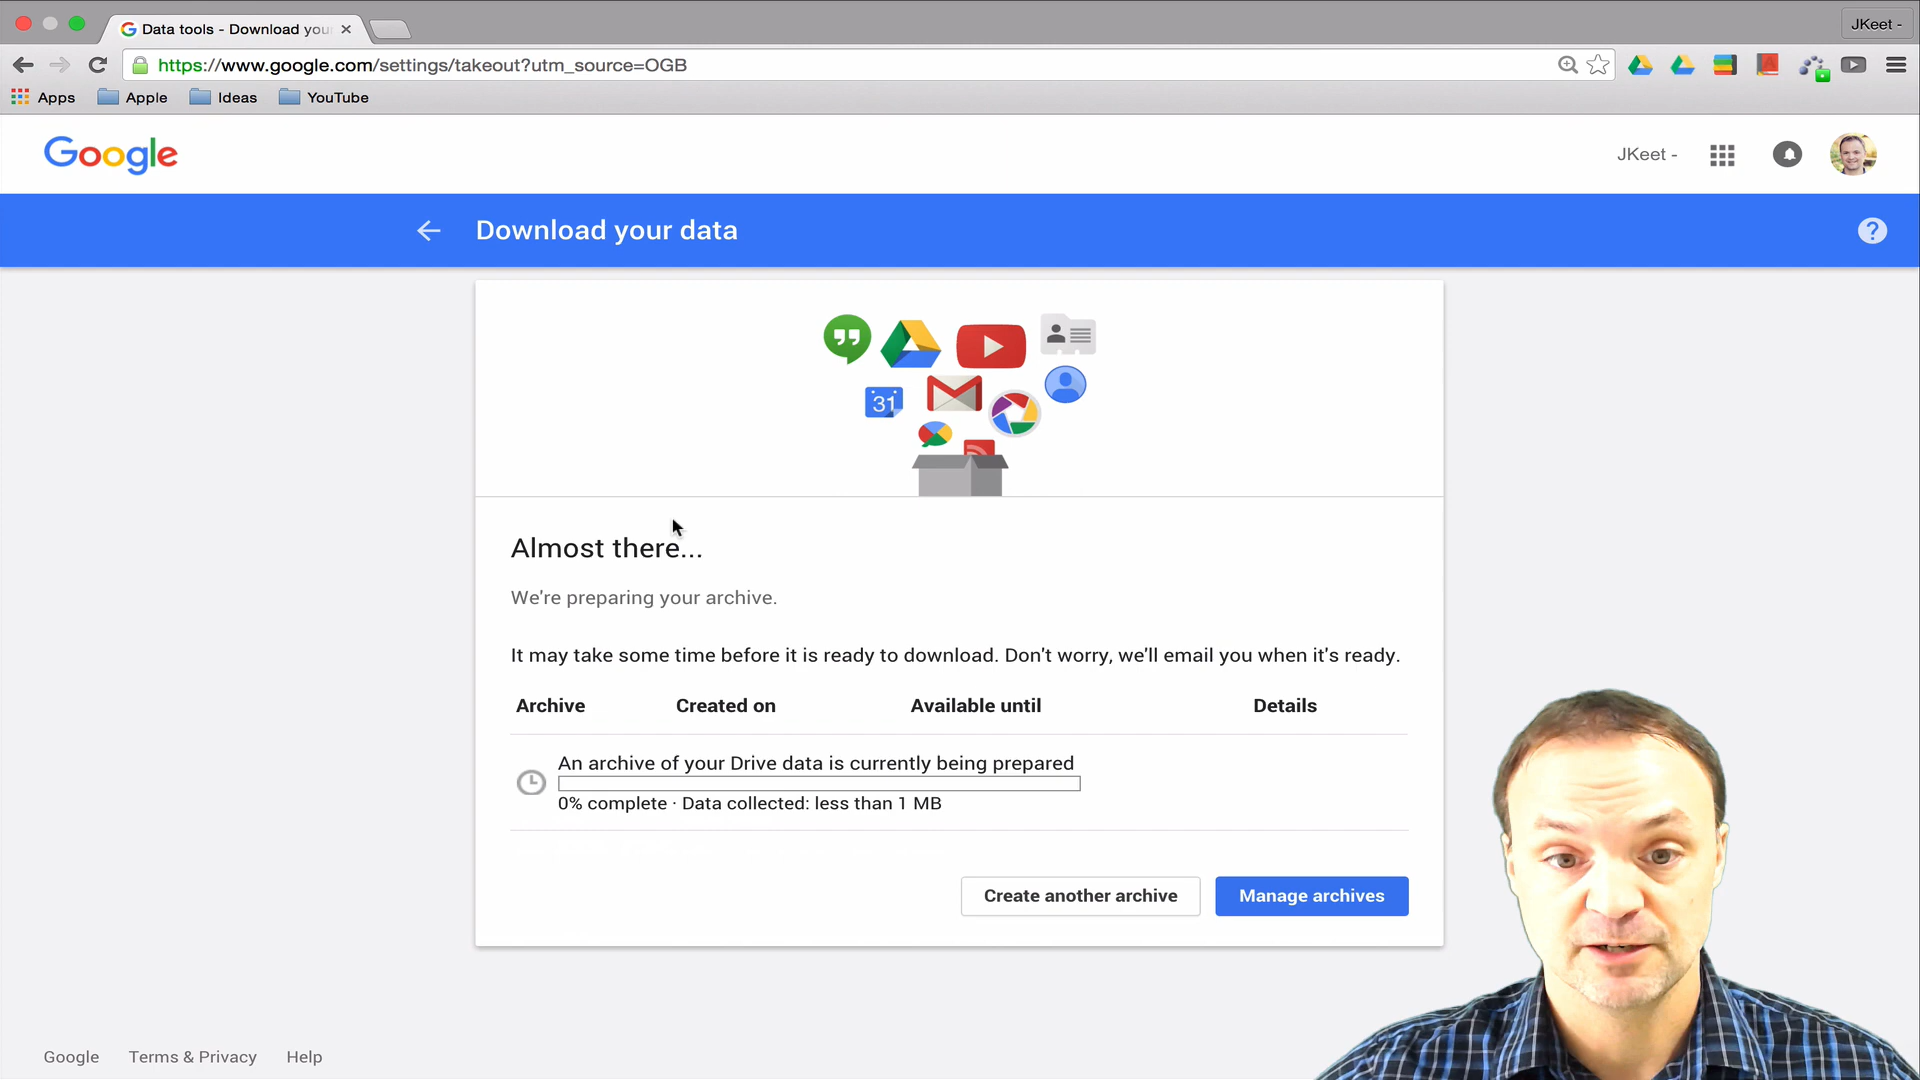 Data tools - Download you
JKeet -
https://www.google.com/settings/takeout?utm_source=OGB
Apps
Apple
Ideas
YouTube
Google
JKeet -
Download your data
?
31
Almost there...
We're preparing your archive.
It may take some time before it is ready to download. Don't worry, we'll email you when it's ready.
Archive Created on Available until Details
An archive of your Drive data is currently being prepared
0% complete · Data collected: less than 1 MB
Create another archive
Manage archives
Google Terms & Privacy Help